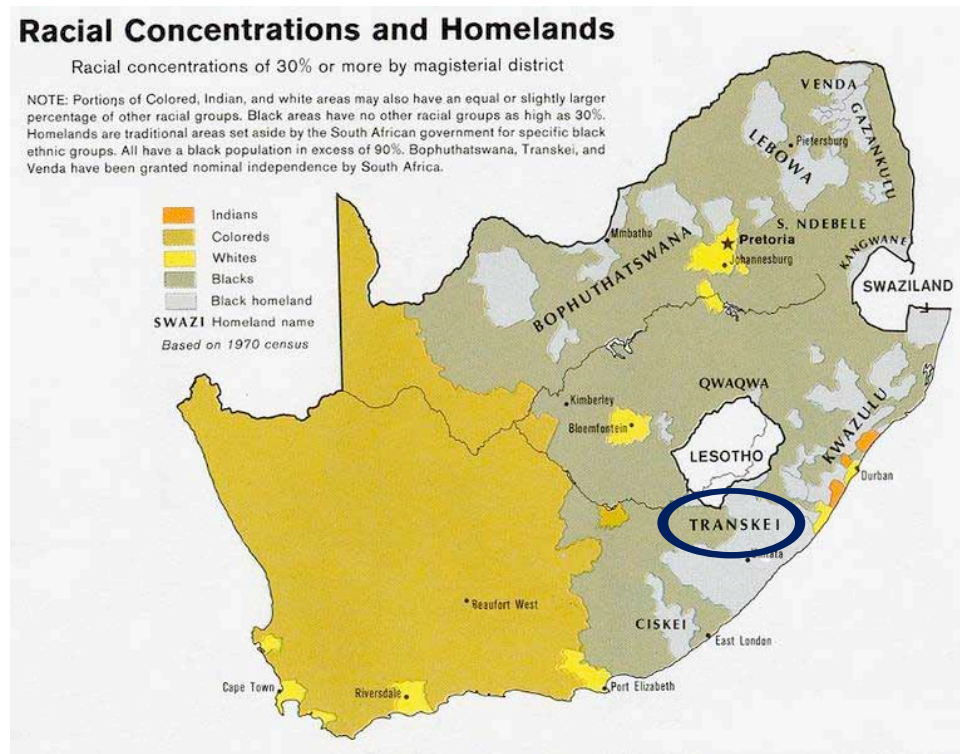 Racial Concentrations and Homelands
Racial concentrations of 30% or more by magisterial district
NOTE: Portions of Colored, Indian, and white areas may also have an equal or slightly larger
percentage of other racial groups. Black areas have no other racial groups as high as 30%.
Homelands are traditional areas set aside by the South African government for specific black
ethnic groups. All have a black population in excess of 90%. Bophuthatswana, Transkei, and
Venda have been granted nominal independence by South Africa.
Indians
Coloreds
Whites
Blacks
Black homeland
SWAZI Homeland name
Based on 1970 census
VENDA
GAZANKULU
LEBOWA
Pietersburg
S. NDEBELE
Mmbatho
Pretoria
KANGWANE
Johannesburg
BOPHUTHATSWANA
SWAZILAND
QWAQWA
Kimberley
KWAZULU
Bloemfontein
LESOTHO
Durban
TRANSKEI
Beaufort West
CISKEI
East London
Cape Town
Riversdale
Port Elizabeth